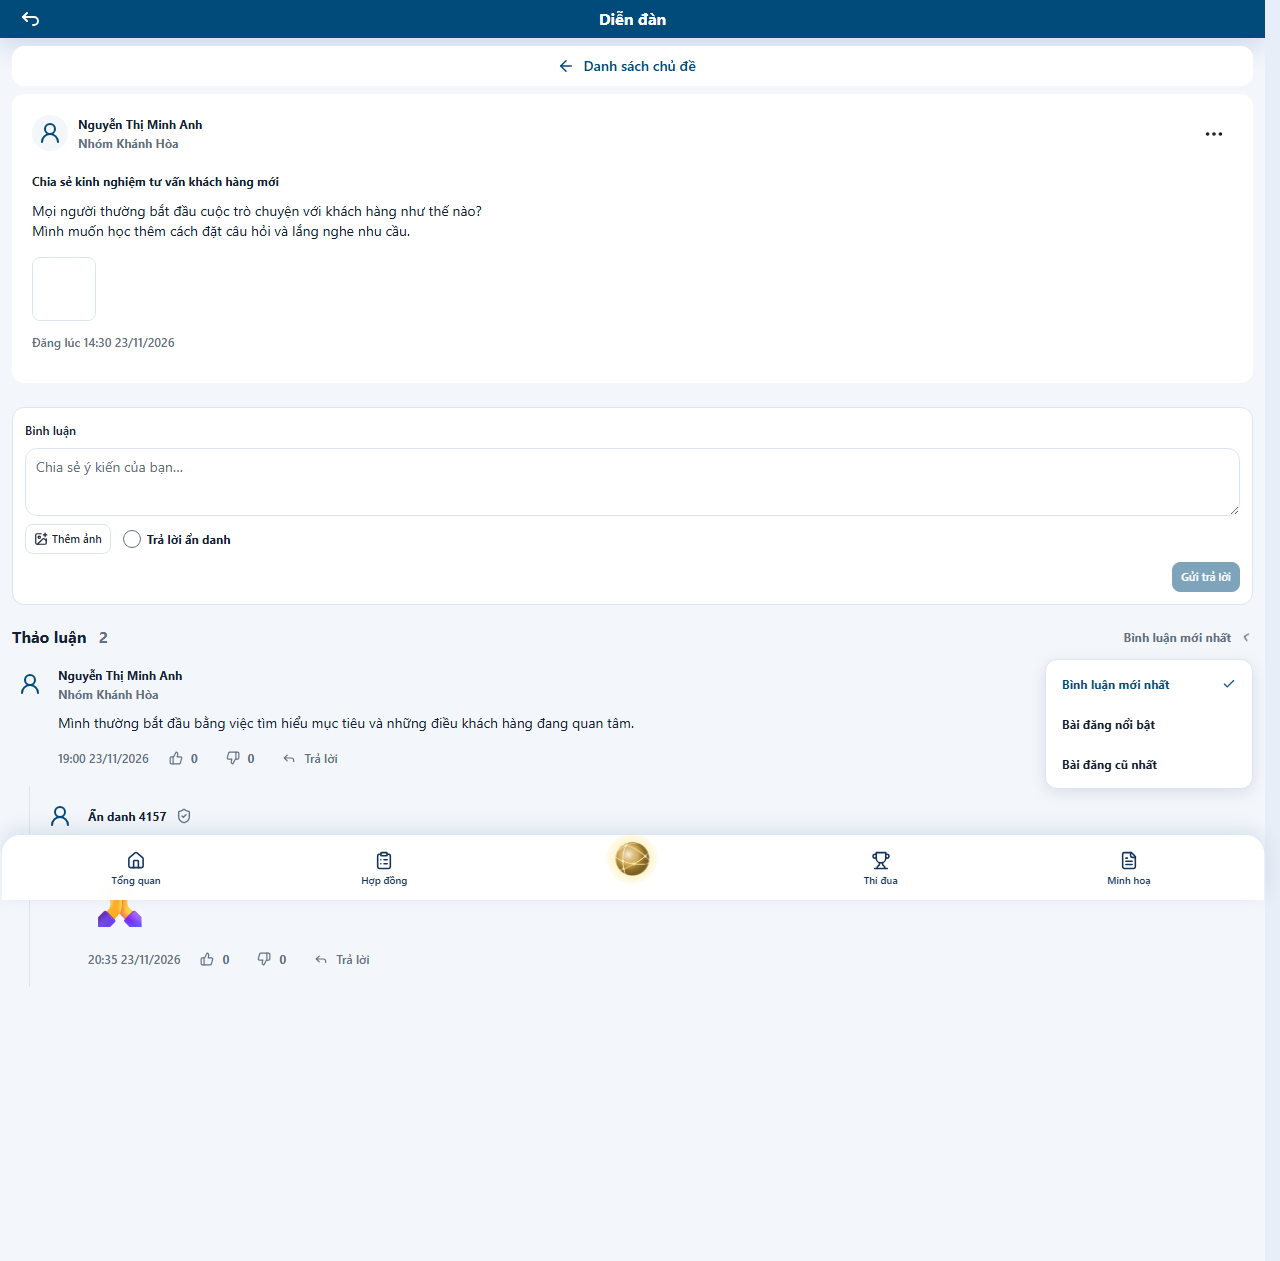 Diễn đàn
Danh sách chủ đề
Nguyễn Thị Minh Anh
Nhóm Khánh Hòa
Chia sẻ kinh nghiệm tư vấn khách hàng mới
Mọi người thường bắt đầu cuộc trò chuyện với khách hàng như thế nào?
Mình muốn học thêm cách đặt câu hỏi và lắng nghe nhu cầu.
Đăng lúc 14:30 23/11/2026
Bình luận
Chia sẻ ý kiến của bạn...
Thêm ảnh
Trả lời ẩn danh
Gửi trả lời
Thảo luận 2
Bình luận mới nhất
Nguyễn Thị Minh Anh
Nhóm Khánh Hòa
Mình thường bắt đầu bằng việc tìm hiểu mục tiêu và những điều khách hàng đang quan tâm.
19:00 23/11/2026 0 0 Trả lời
Bình luận mới nhất
Bài đăng nổi bật
Bài đăng cũ nhất
Ẩn danh 4157
Tổng quan
Hợp đồng
Thi đua
Minh hoạ
20:35 23/11/2026 0 0 Trả lời